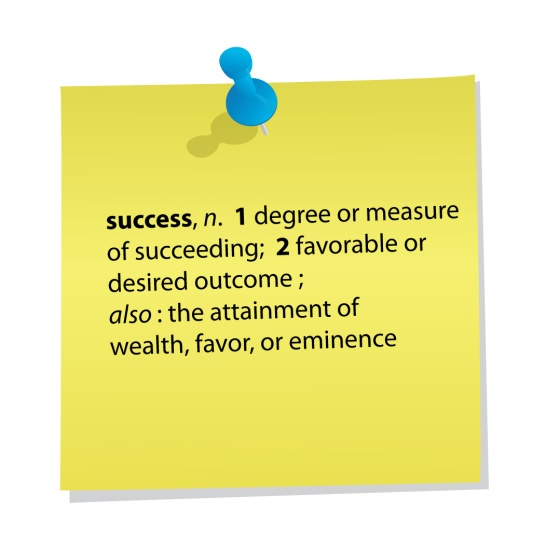 success, n. 1 degree or measure
of succeeding; 2 favorable or
desired outcome ;
also : the attainment of
wealth, favor, or eminence